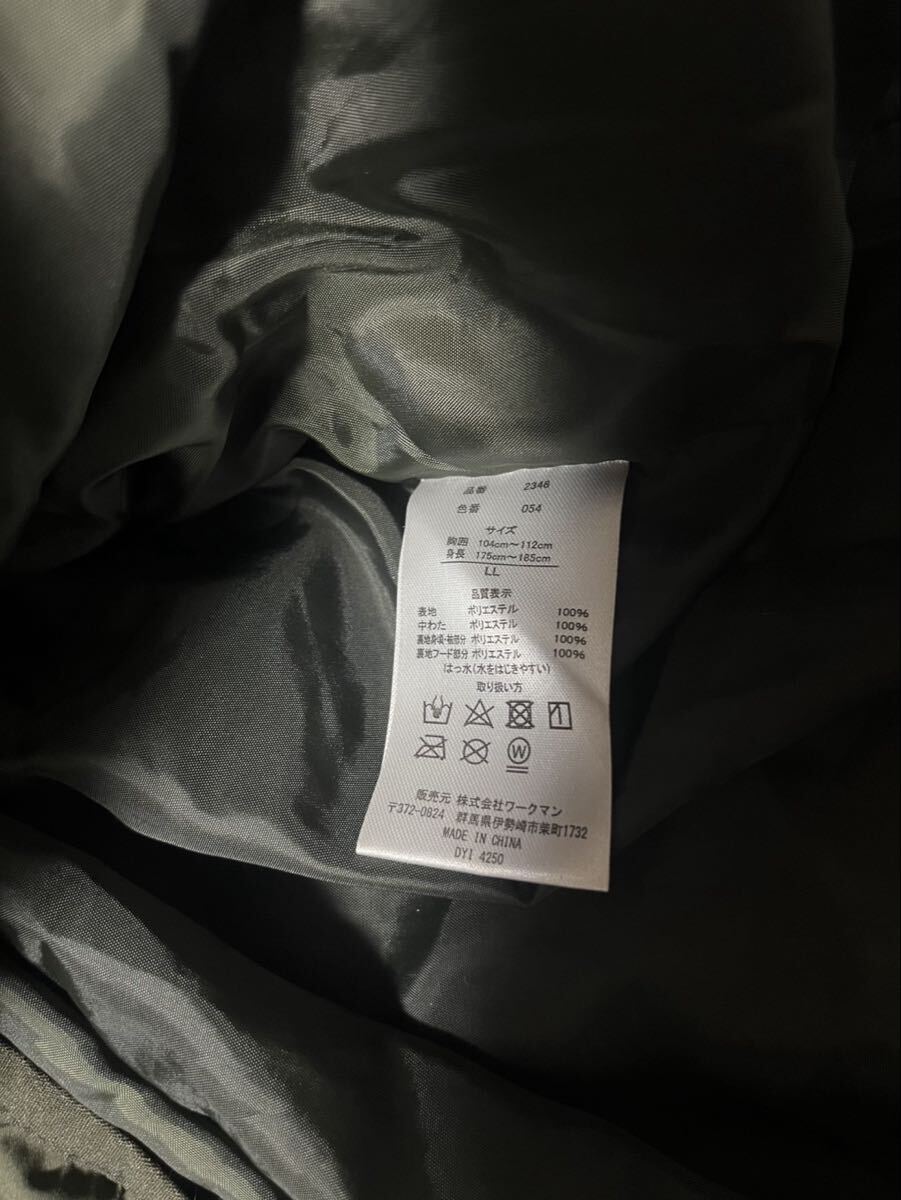 品番 2346
色番 054
サイズ
胸囲 104cm～112cm
身長 175cm～185cm
LL
品質表示
表地 ポリエステル 100%
中わた ポリエステル 100%
裏地身頃・袖部分 ポリエステル 100%
裏地フード部分 ポリエステル 100%
はっ水(水をはじきやすい)
取り扱い方
W
販売元 株式会社ワークマン
〒372-0824 群馬県伊勢崎市柴町1732
MADE IN CHINA
DYI 4250